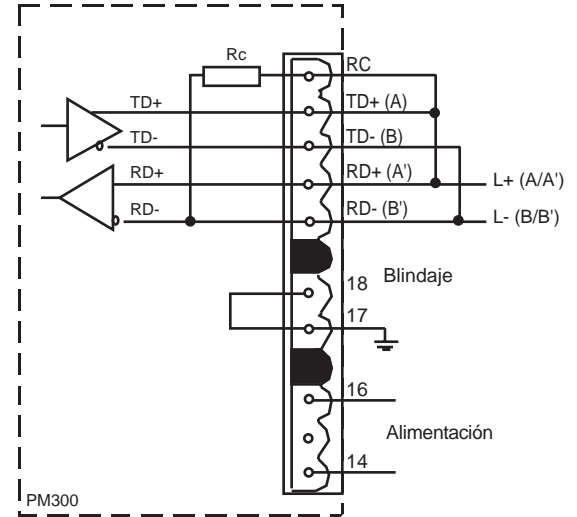 Rc
RC
TD+
TD+ (A)
TD-
TD- (B)
RD+
RD+ (A')
L+ (A/A')
RD-
RD- (B')
L- (B/B')
18
Blindaje
17
16
Alimentación
14
PM300